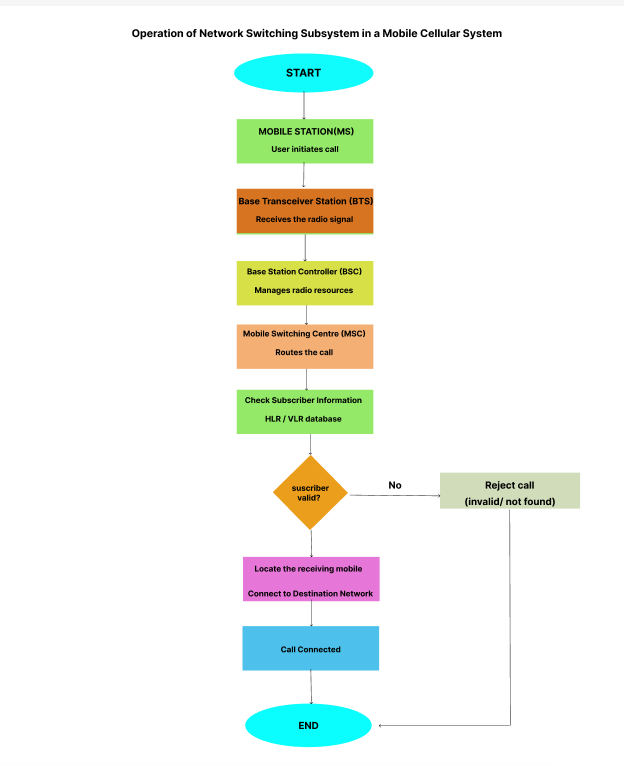 Operation of Network Switching Subsystem in a Mobile Cellular System
START
MOBILE STATION(MS)
User initiates call
Base Transceiver Station (BTS)
Receives the radio signal
Base Station Controller (BSC)
Manages radio resources
Mobile Switching Centre (MSC)
Routes the call
Check Subscriber Information
HLR / VLR database
suscriber
valid?
No
Reject call
(invalid/ not found)
Locate the receiving mobile
Connect to Destination Network
Call Connected
END